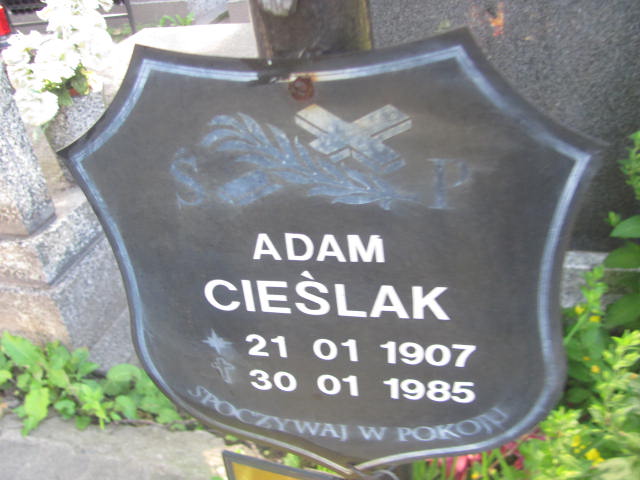 S P
ADAM
CIEŚLAK
21 01 1907
30 01 1985
SPOCZYWAJ W POKOJU